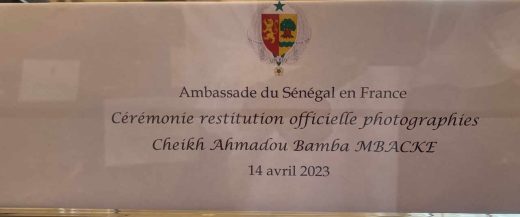 Ambassade du Sénégal en France
Cérémonie restitution officielle photographies
Cheikh Ahmadou Bamba MBACKE
14 avril 2023